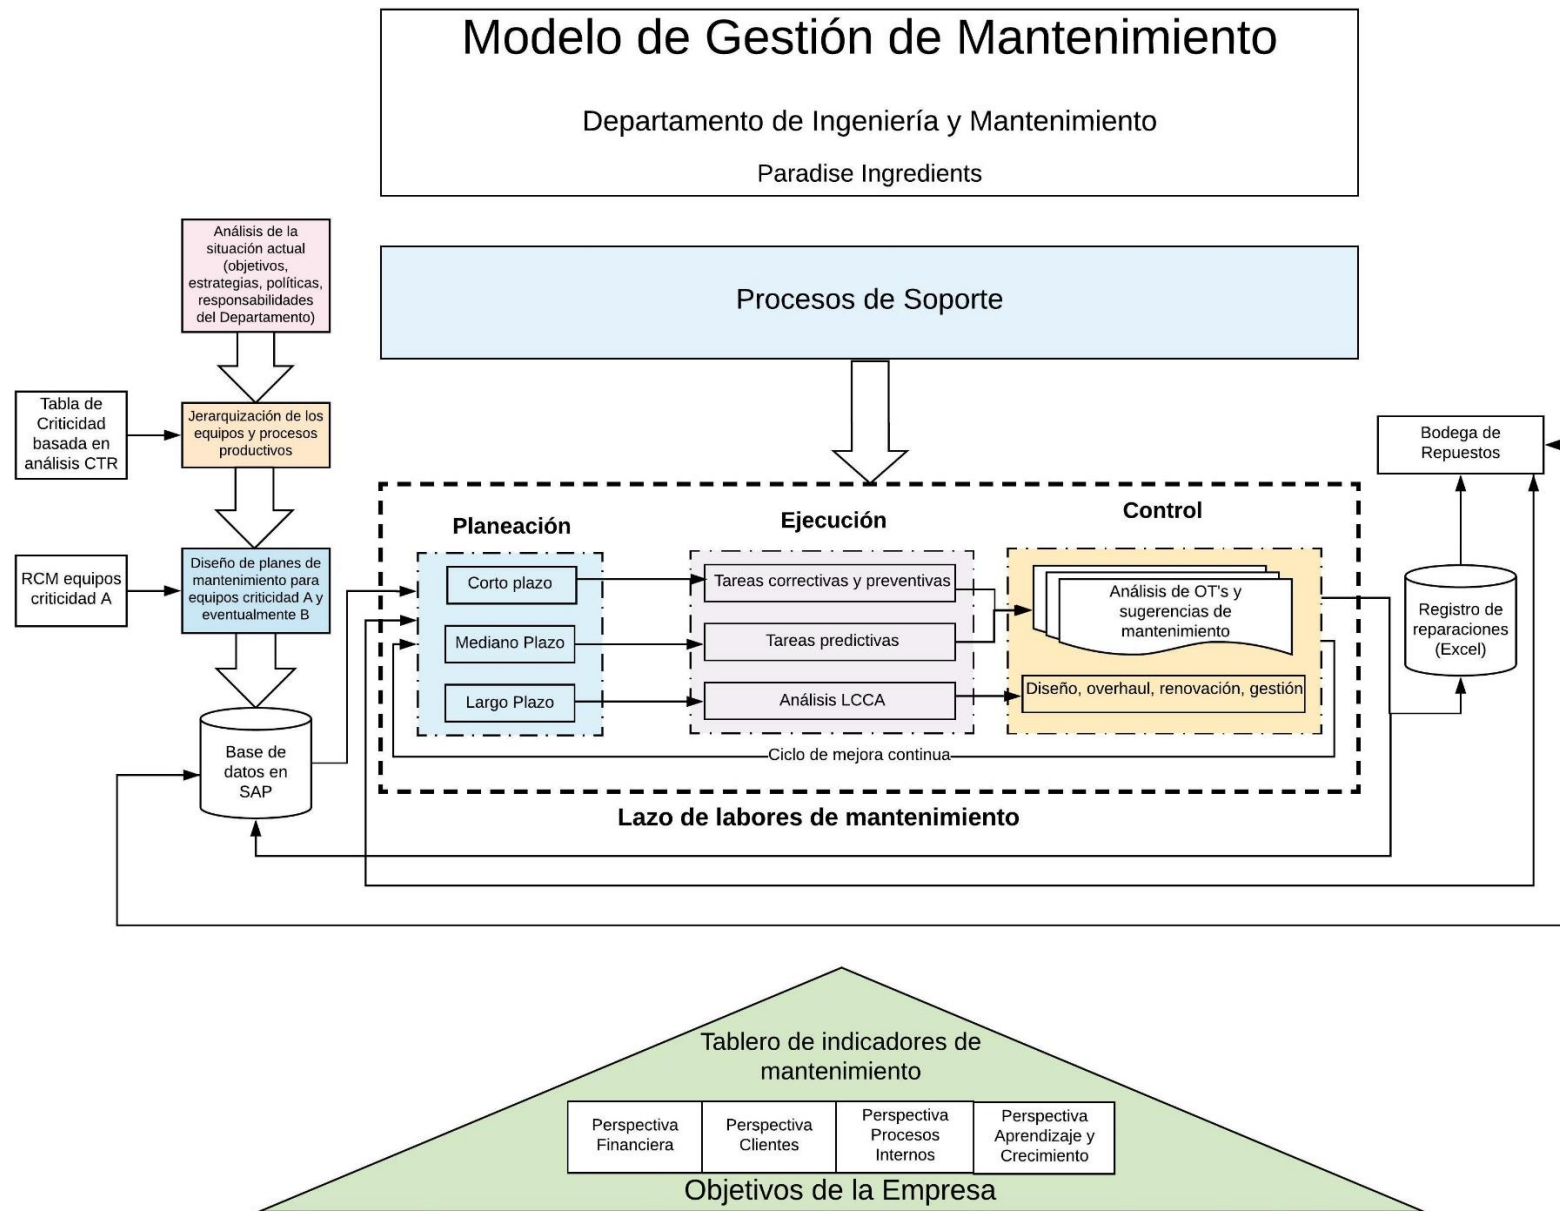 Modelo de Gestión de Mantenimiento
Departamento de Ingeniería y Mantenimiento
Paradise Ingredients
Análisis de la
situación actual
(objetivos,
estrategias, políticas,
responsabilidades
del Departamento)
Procesos de Soporte
Tabla de
Criticidad
basada en
análisis CTR
Jerarquización de los
equipos y procesos
productivos
RCM equipos
criticidad A
Diseño de planes de
mantenimiento para
equipos criticidad A y
eventualmente B
Base de
datos en
SAP
Planeación
Corto plazo
Mediano Plazo
Largo Plazo
Ejecución
Tareas correctivas y preventivas
Tareas predictivas
Análisis LCCA
Control
Análisis de OT's y
sugerencias de
mantenimiento
Diseño, overhaul, renovación, gestión
Ciclo de mejora continua
Lazo de labores de mantenimiento
Bodega de
Repuestos
Registro de
reparaciones
(Excel)
Tablero de indicadores de
mantenimiento
Perspectiva
Financiera
Perspectiva
Clientes
Perspectiva
Procesos
Internos
Perspectiva
Aprendizaje y
Crecimiento
Objetivos de la Empresa